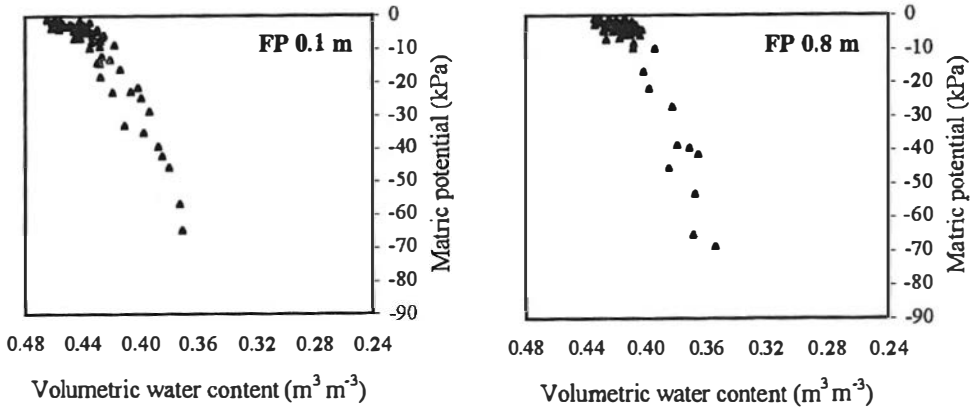 FP 0.1 m
0
-10
-20
-30
-40
-50
-60
-70
-80
-90
Matric potential (kPa)
0.48 0.44 0.40 0.36 0.32 0.28 0.24
Volumetric water content (m³ m⁻³)
FP 0.8 m
0
-10
-20
-30
-40
-50
-60
-70
-80
-90
Matric potential (kPa)
0.48 0.44 0.40 0.36 0.32 0.28 0.24
Volumetric water content (m³ m⁻³)